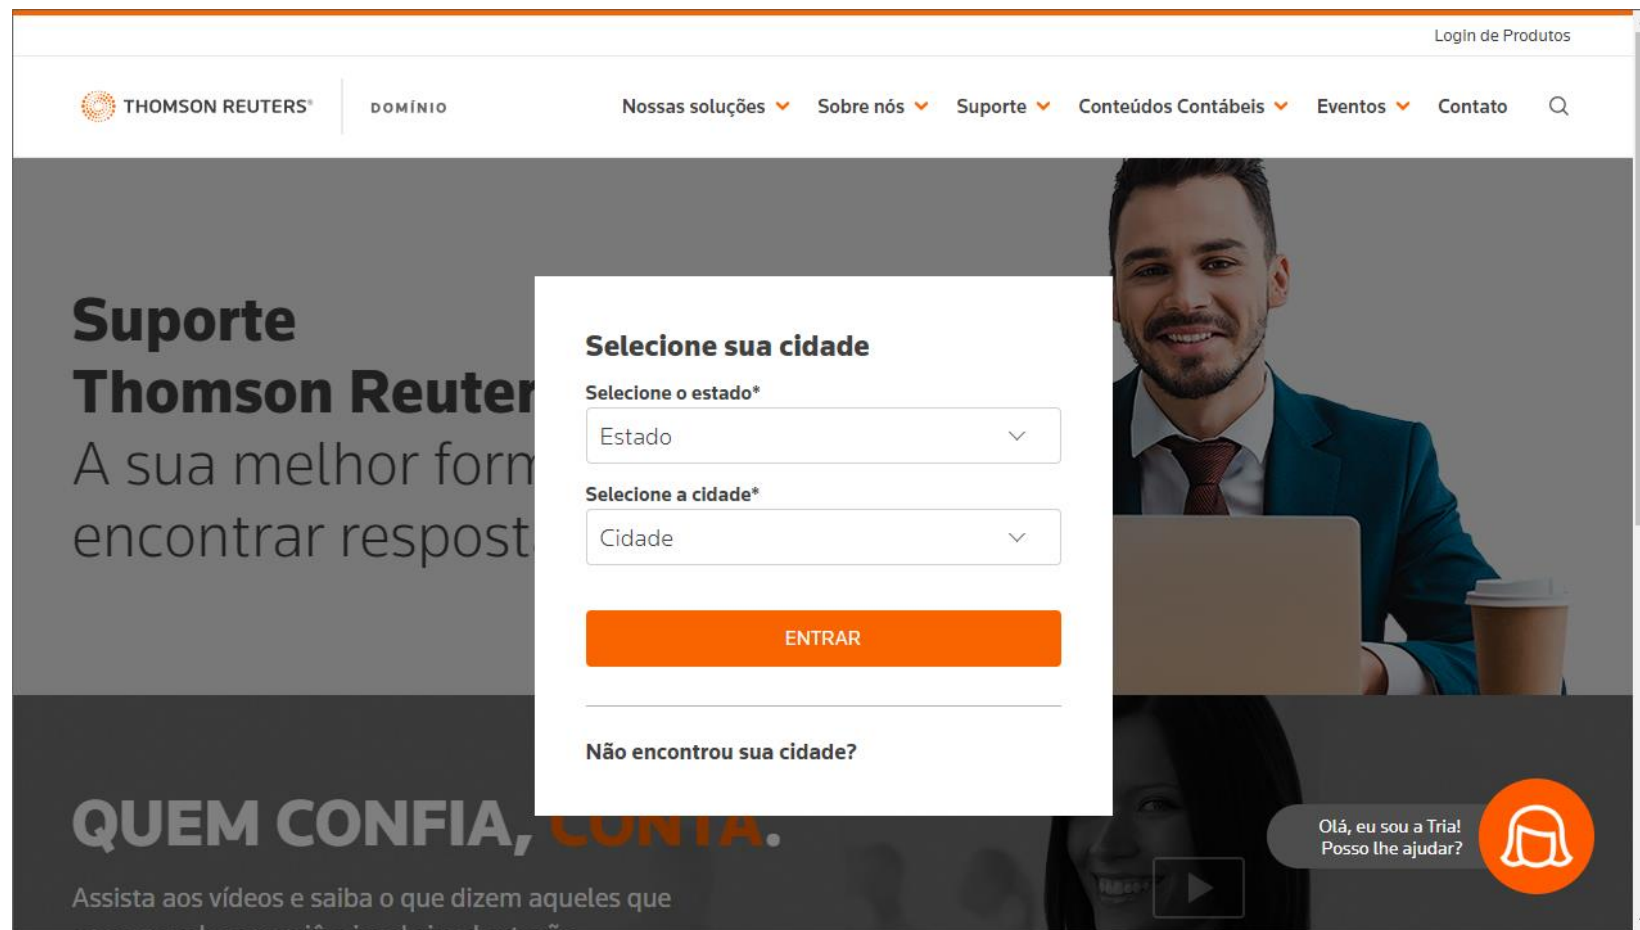 Login de Produtos
THOMSON REUTERS®
DOMÍNIO
Nossas soluções
Sobre nós
Suporte
Conteúdos Contábeis
Eventos
Contato
Suporte
Thomson Reuter
A sua melhor form
encontrar respost
Selecione sua cidade
Selecione o estado*
Estado
Selecione a cidade*
Cidade
ENTRAR
Não encontrou sua cidade?
QUEM CONFIA, CONTA.
Assista aos vídeos e saiba o que dizem aqueles que
Olá, eu sou a Tria!
Posso lhe ajudar?